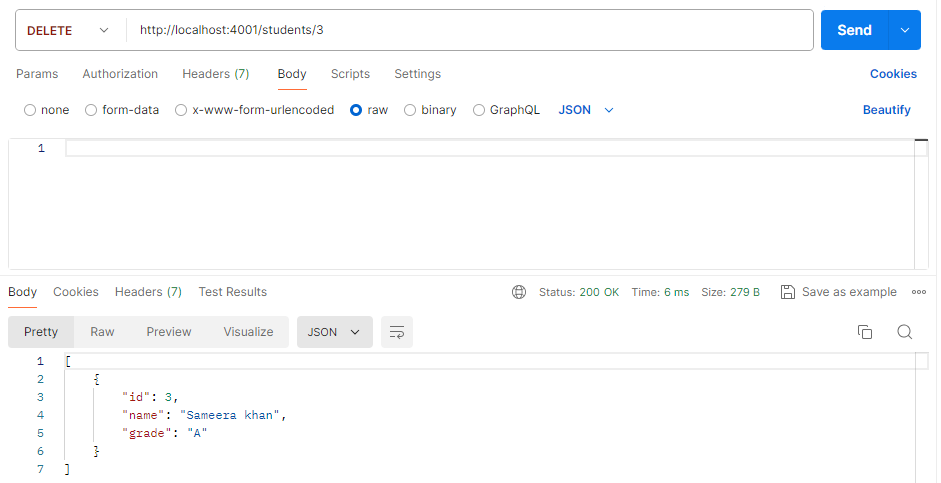 DELETE http://localhost:4001/students/3 Send
Params Authorization Headers (7) Body Scripts Settings Cookies
none form-data x-www-form-urlencoded raw binary GraphQL JSON Beautify
1
Body Cookies Headers (7) Test Results Status: 200 OK Time: 6 ms Size: 279 B Save as example
Pretty Raw Preview Visualize JSON
1 [
2 {
3 "id": 3,
4 "name": "Sameera khan",
5 "grade": "A"
6 }
7 ]